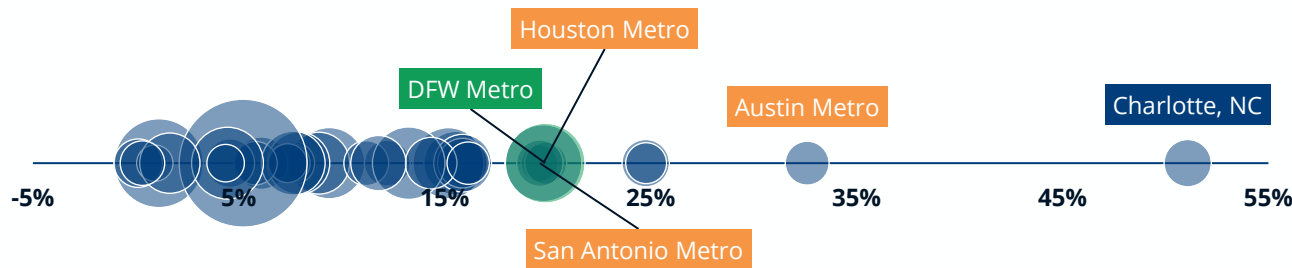 Houston Metro
DFW Metro
Austin Metro
Charlotte, NC
-5%
5%
15%
25%
35%
45%
55%
San Antonio Metro